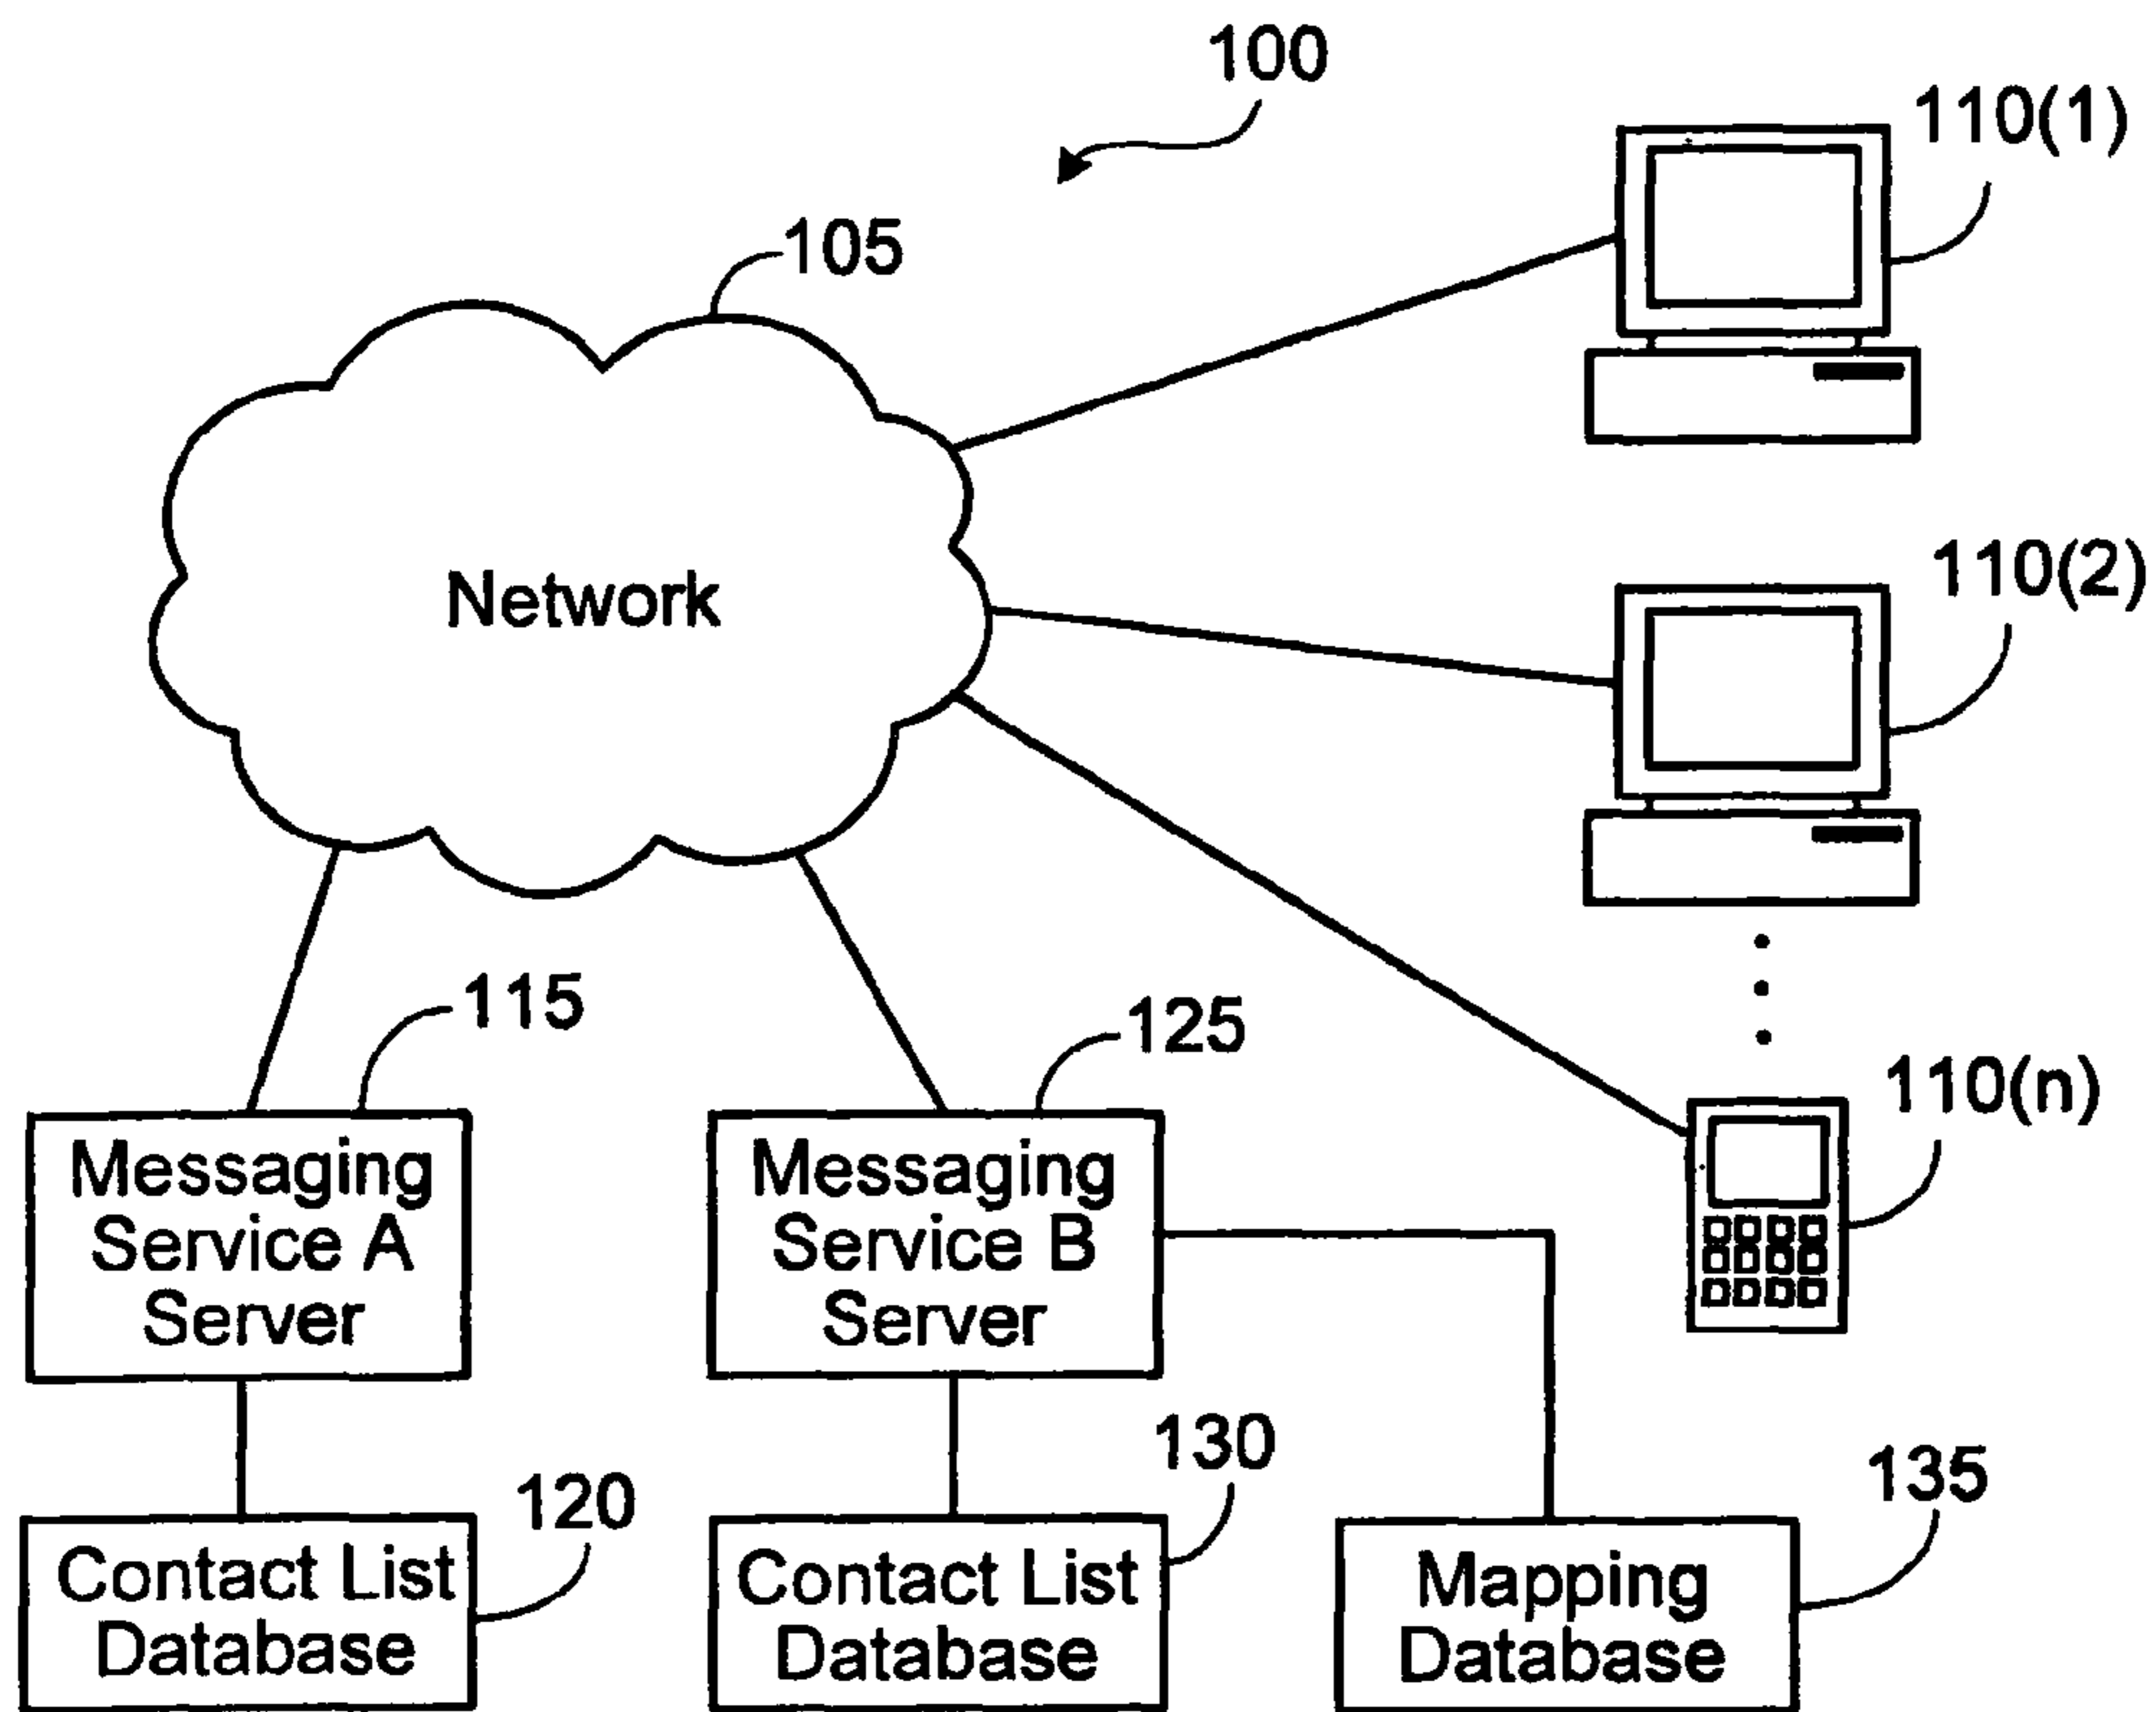 100
110(1)
105
110(2)
Network
115
125
110(n)
Messaging
Service A
Server
Messaging
Service B
Server
120
130
135
Contact List
Database
Contact List
Database
Mapping
Database